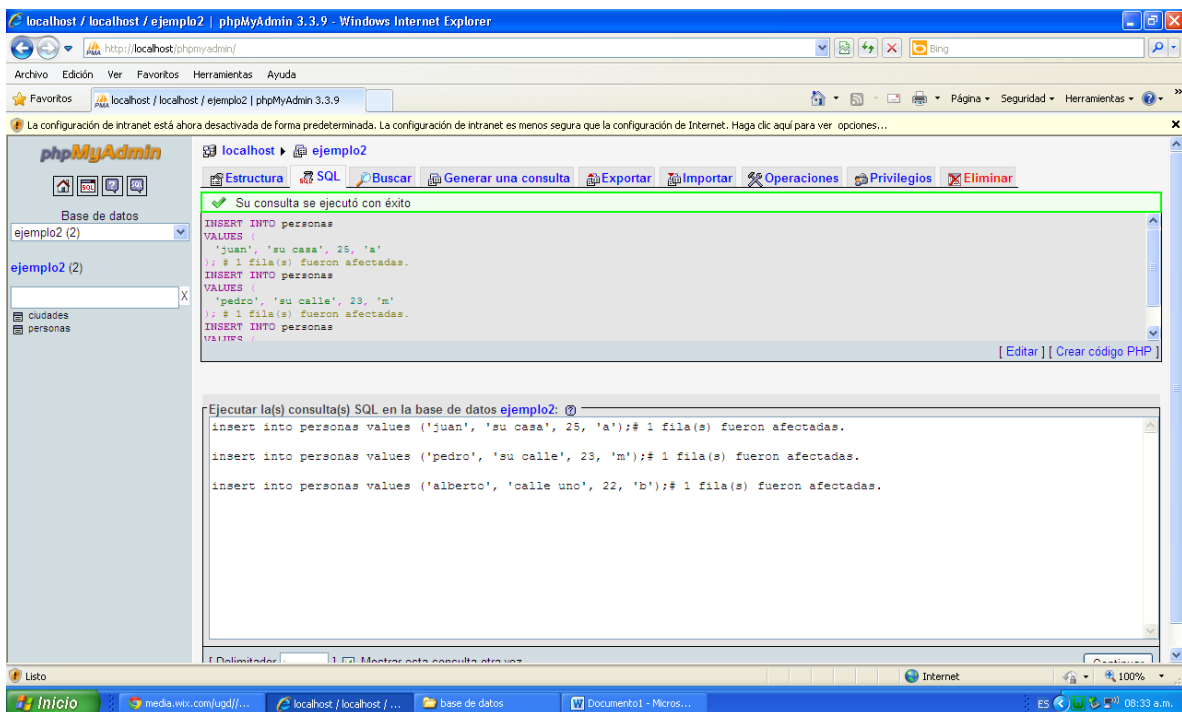 localhost / localhost / ejemplo2 | phpMyAdmin 3.3.9 - Windows Internet Explorer
http://localhost/phpmyadmin/
Bing
Archivo Edición Ver Favoritos Herramientas Ayuda
Favoritos localhost / localhost / ejemplo2 | phpMyAdmin 3.3.9 Página Seguridad Herramientas
La configuración de intranet está ahora desactivada de forma predeterminada. La configuración de intranet es menos segura que la configuración de Internet. Haga clic aquí para ver opciones...
phpMyAdmin
Base de datos
ejemplo2 (2)
ejemplo2 (2)
X
ciudades
personas
localhost ejemplo2
Estructura SQL Buscar Generar una consulta Exportar Importar Operaciones Privilegios Eliminar
Su consulta se ejecutó con éxito
INSERT INTO personas
VALUES (
'juan', 'su casa', 25, 'a'
); # 1 fila(s) fueron afectadas.
INSERT INTO personas
VALUES (
'pedro', 'su calle', 23, 'm'
); # 1 fila(s) fueron afectadas.
INSERT INTO personas
VALUES (
[ Editar ] [ Crear código PHP ]
Ejecutar la(s) consulta(s) SQL en la base de datos ejemplo2:
insert into personas values ('juan', 'su casa', 25, 'a');# 1 fila(s) fueron afectadas.
insert into personas values ('pedro', 'su calle', 23, 'm');# 1 fila(s) fueron afectadas.
insert into personas values ('alberto', 'calle uno', 22, 'b');# 1 fila(s) fueron afectadas.
[ Delimitador ; ] Mostrar esta consulta otra vez
Continuar
Listo Internet 100%
Inicio media.wix.com/ugd//... localhost / localhost / ... base de datos Documento1 - Micros... ES 08:33 a.m.